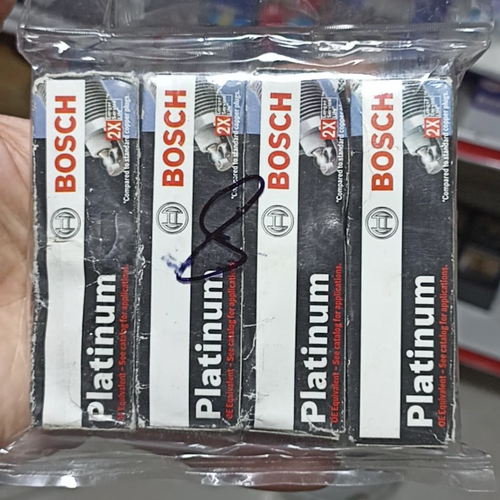 BOSCH
2X
*Compared to standard copper plugs.
Platinum
OE Equivalent – See catalog for applications.
BOSCH
2X
*Compared to standard copper plugs.
Platinum
OE Equivalent – See catalog for applications.
BOSCH
2X
*Compared to standard copper plugs.
Platinum
OE Equivalent – See catalog for applications.
BOSCH
2X
*Compared to standard copper plugs.
Platinum
OE Equivalent – See catalog for applications.
8